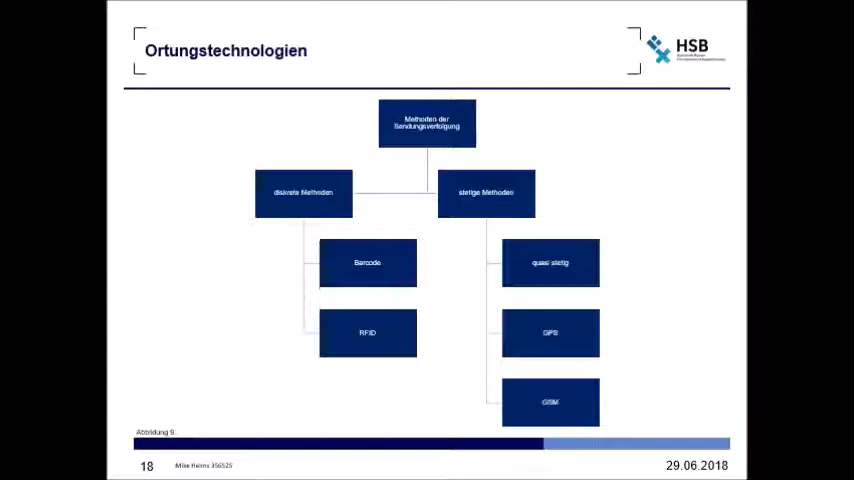 Ortungstechnologien
HSB
Methoden der
Sendungsverfolgung
diskrete Methoden
stetige Methoden
Barcode
quasi stetig
RFID
GPS
GSM
Abbildung 9.
18
Mike Helms 356525
29.06.2018